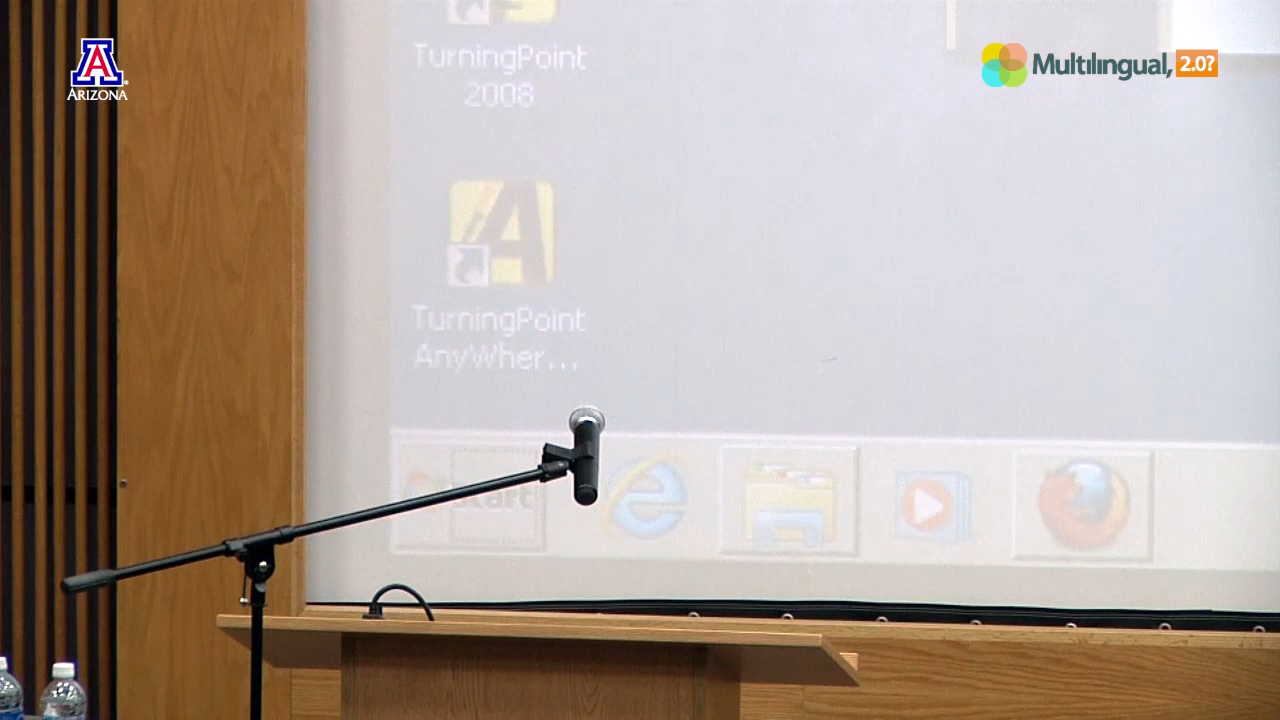 A
ARIZONA
Multilingual, 2.0?
TurningPoint
2008
A
TurningPoint
AnyWher...
Start